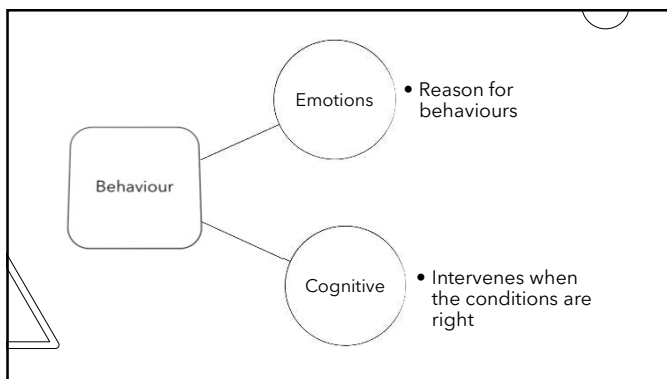 Emotions
• Reason for
behaviours
Behaviour
Cognitive
• Intervenes when
the conditions are
right